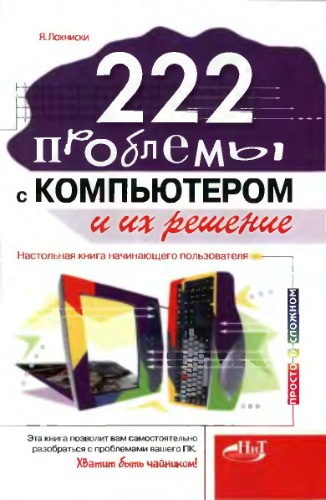 Я.Лохниски
222
проблемы
с КОМПЬЮТЕРОМ
и их решение
Настольная книга начинающего пользователя
ПРОСТО О СЛОЖНОМ
Эта книга позволит вам самостоятельно
разобраться с проблемами вашего ПК.
Хватит быть чайником!
НиТ